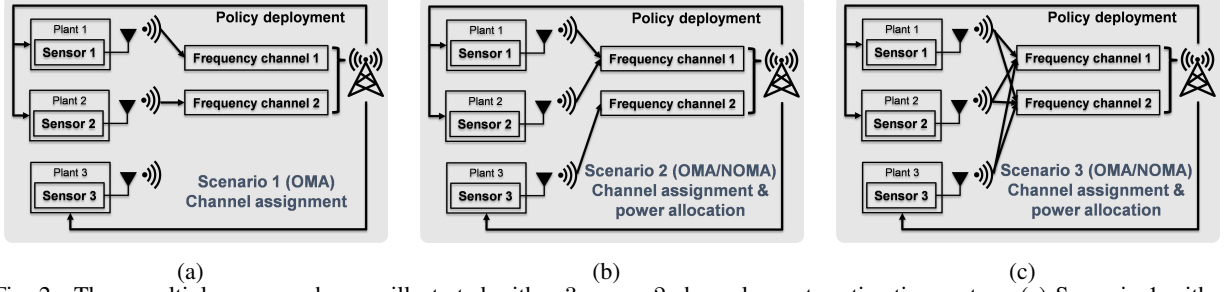 Policy deployment
Plant 1
Sensor 1
Frequency channel 1
Plant 2
Sensor 2
Frequency channel 2
Plant 3
Sensor 3
Scenario 1 (OMA)
Channel assignment
(a)
Policy deployment
Plant 1
Sensor 1
Frequency channel 1
Plant 2
Sensor 2
Frequency channel 2
Plant 3
Sensor 3
Scenario 2 (OMA/NOMA)
Channel assignment &
power allocation
(b)
Policy deployment
Plant 1
Sensor 1
Frequency channel 1
Plant 2
Sensor 2
Frequency channel 2
Plant 3
Sensor 3
Scenario 3 (OMA/NOMA)
Channel assignment &
power allocation
(c)